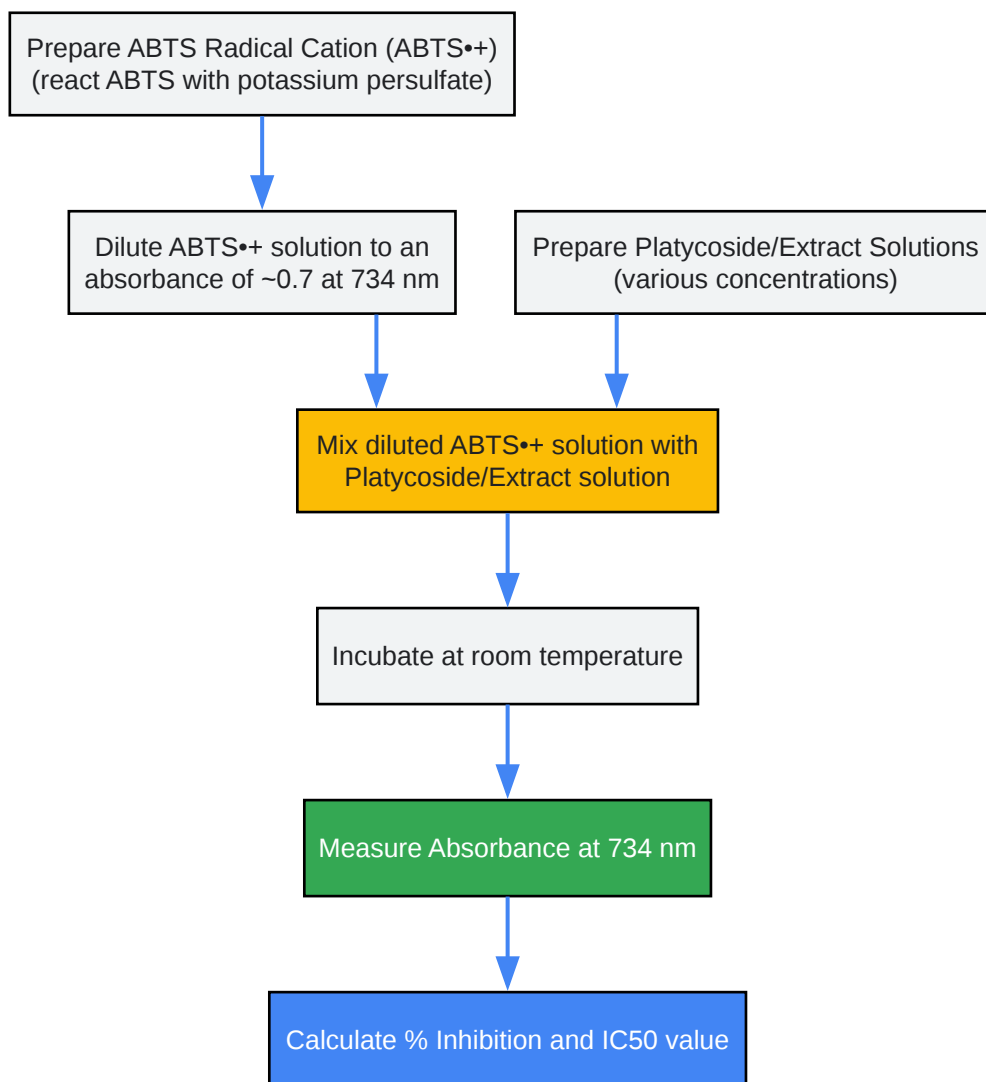 Prepare ABTS Radical Cation (ABTS•+)
(react ABTS with potassium persulfate)
Dilute ABTS•+ solution to an
absorbance of ~0.7 at 734 nm
Prepare Platycoside/Extract Solutions
(various concentrations)
Mix diluted ABTS•+ solution with
Platycoside/Extract solution
Incubate at room temperature
Measure Absorbance at 734 nm
Calculate % Inhibition and IC50 value